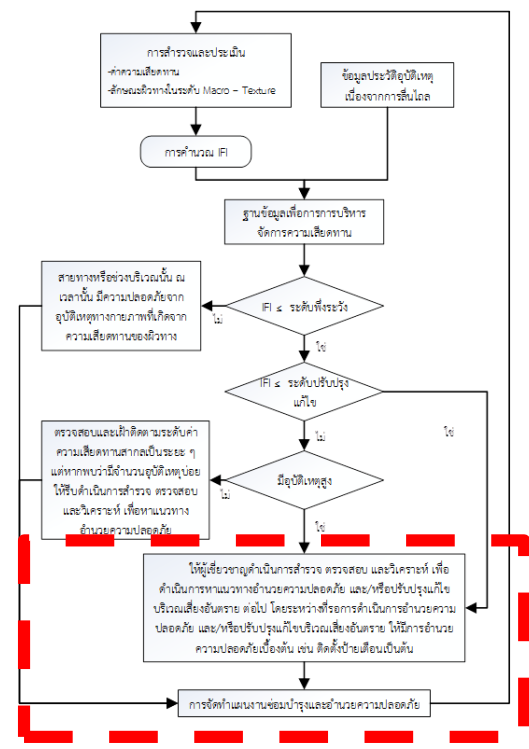 การสำรวจและประเมิน
-ค่าความเสียดทาน
-ลักษณะผิวทางในระดับ Macro – Texture
ข้อมูลประวัติอุบัติเหตุ
เนื่องจากการลื่นไถล
การคำนวณ IFI
ฐานข้อมูลเพื่อการการบริหาร
จัดการความเสียดทาน
สายทางหรือช่วงบริเวณนั้น ณ
เวลานั้น มีความปลอดภัยจาก
อุบัติเหตุทางกายภาพที่เกิดจาก
ความเสียดทานของผิวทาง
IFI ≤ ระดับพึงระวัง
ไม่
ใช่
IFI ≤ ระดับปรับปรุง
แก้ไข
ไม่
ใช่
ตรวจสอบและเฝ้าติดตามระดับค่า
ความเสียดทานสากลเป็นระยะ ๆ
แต่หากพบว่ามีจำนวนอุบัติเหตุบ่อย
ให้รีบดำเนินการสำรวจ ตรวจสอบ
และวิเคราะห์ เพื่อหาแนวทาง
อำนวยความปลอดภัย
มีอุบัติเหตุสูง
ไม่
ใช่
ให้ผู้เชี่ยวชาญดำเนินการสำรวจ ตรวจสอบ และวิเคราะห์ เพื่อ
ดำเนินการหาแนวทางอำนวยความปลอดภัย และ/หรือปรับปรุงแก้ไข
บริเวณเสี่ยงอันตราย ต่อไป โดยระหว่างที่รอการดำเนินการอำนวยความ
ปลอดภัย และ/หรือปรับปรุงแก้ไขบริเวณเสี่ยงอันตราย ให้มีการอำนวย
ความปลอดภัยเบื้องต้น เช่น ติดตั้งป้ายเตือนเป็นต้น
การจัดทำแผนงานซ่อมบำรุงและอำนวยความปลอดภัย